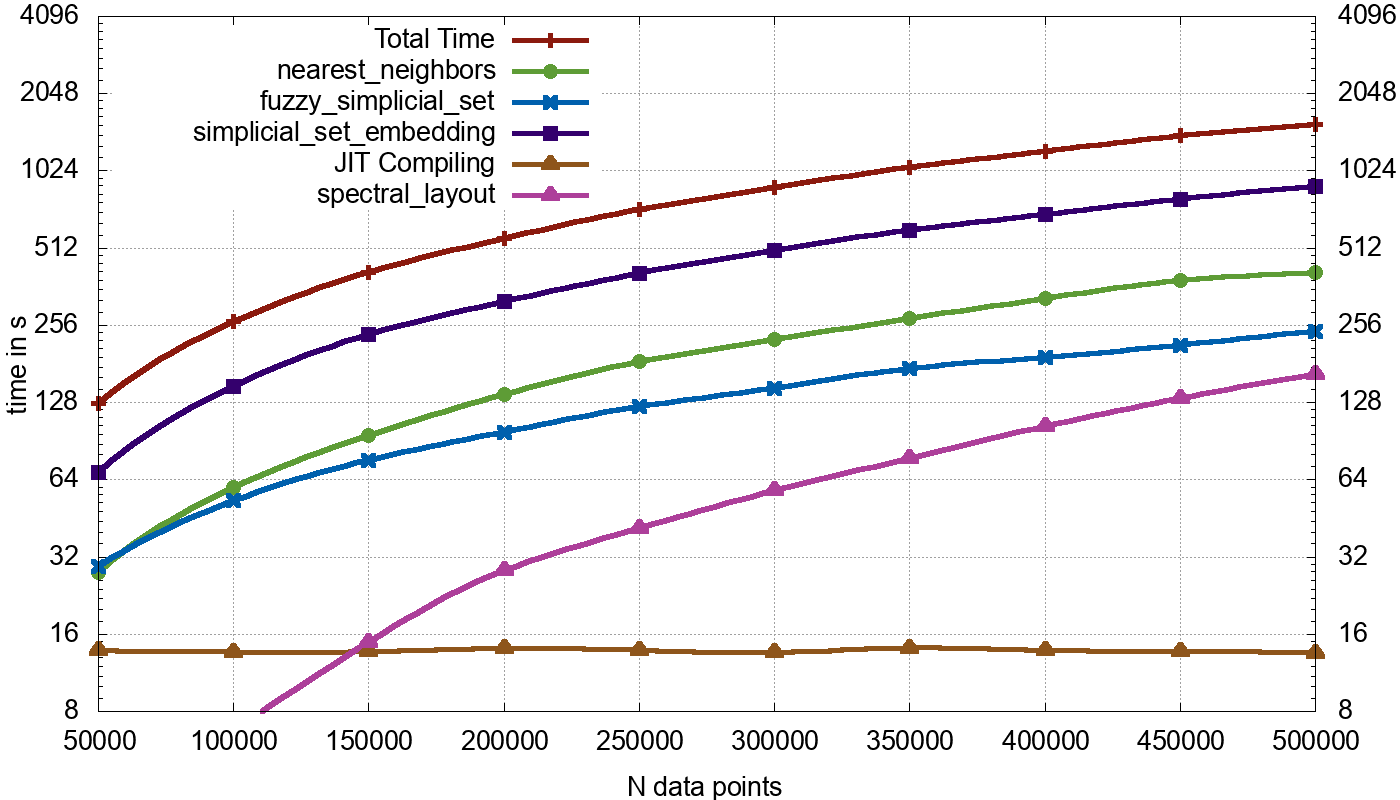 4096 4096
Total Time
nearest_neighbors
2048 2048
fuzzy_simplicial_set
simplicial_set_embedding
JIT Compiling
1024 1024
spectral_layout
512 512
256 256
time in s
128 128
64 64
32 32
16 16
8 8
50000 100000 150000 200000 250000 300000 350000 400000 450000 500000
N data points